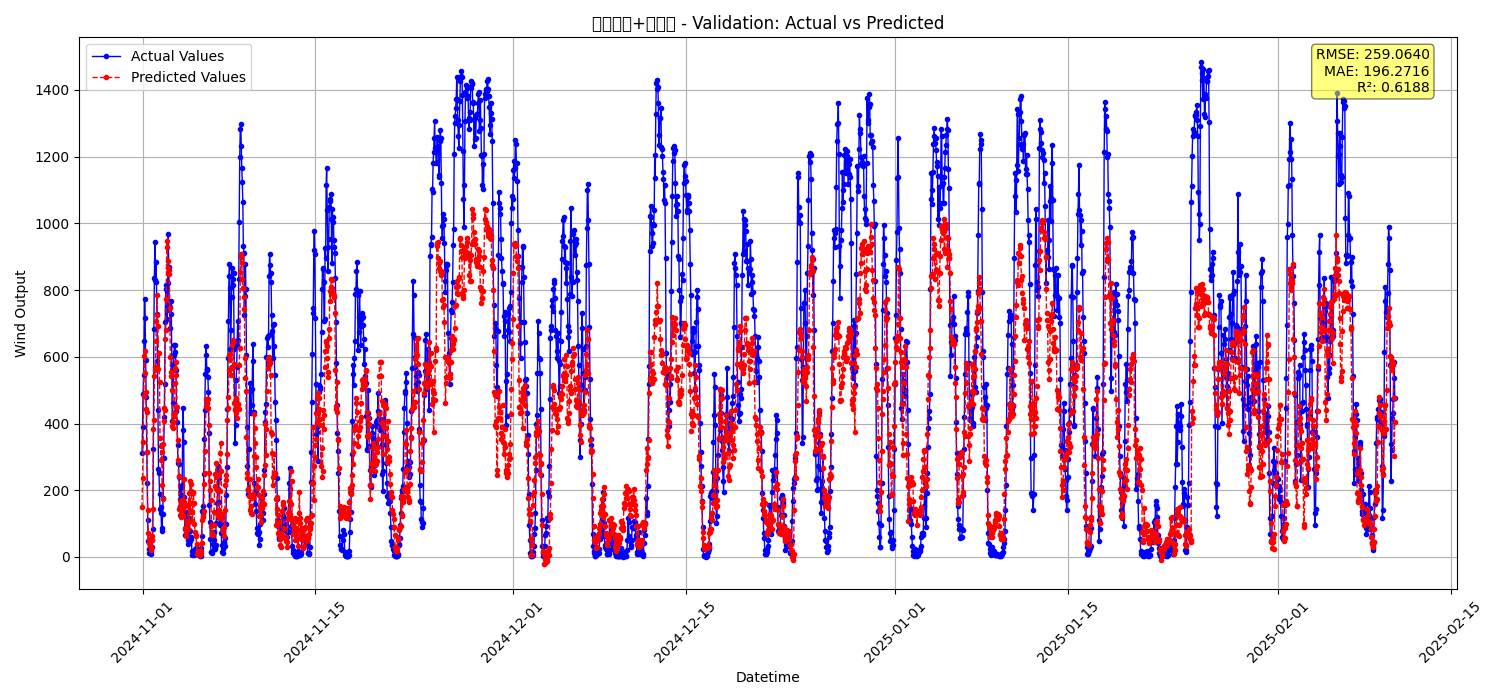 - Validation: Actual vs Predicted
Actual Values
Predicted Values
RMSE: 259.0640
MAE: 196.2716
R²: 0.6188
Wind Output
1400
1200
1000
800
600
400
200
0
2024-11-01
2024-11-15
2024-12-01
2024-12-15
2025-01-01
2025-01-15
2025-02-01
2025-02-15
Datetime